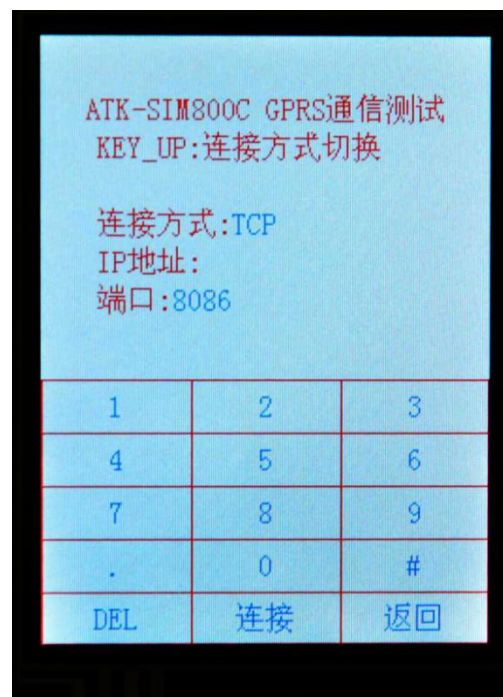 ATK-SIM800C GPRS通信测试
KEY_UP:连接方式切换
连接方式:TCP
IP地址:
端口:8086
1 2 3
4 5 6
7 8 9
. 0 #
DEL 连接 返回